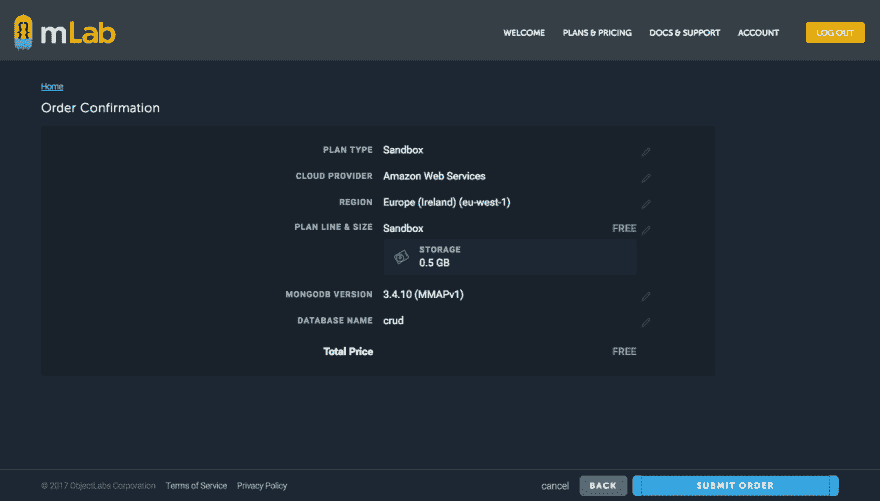 mLab
WELCOME PLANS & PRICING DOCS & SUPPORT ACCOUNT LOG OUT
Home
Order Confirmation
PLAN TYPE Sandbox
CLOUD PROVIDER Amazon Web Services
REGION Europe (Ireland) (eu-west-1)
PLAN LINE & SIZE Sandbox FREE
STORAGE
0.5 GB
MONGODB VERSION 3.4.10 (MMAPv1)
DATABASE NAME crud
Total Price FREE
© 2017 ObjectLabs Corporation Terms of Service Privacy Policy cancel BACK SUBMIT ORDER